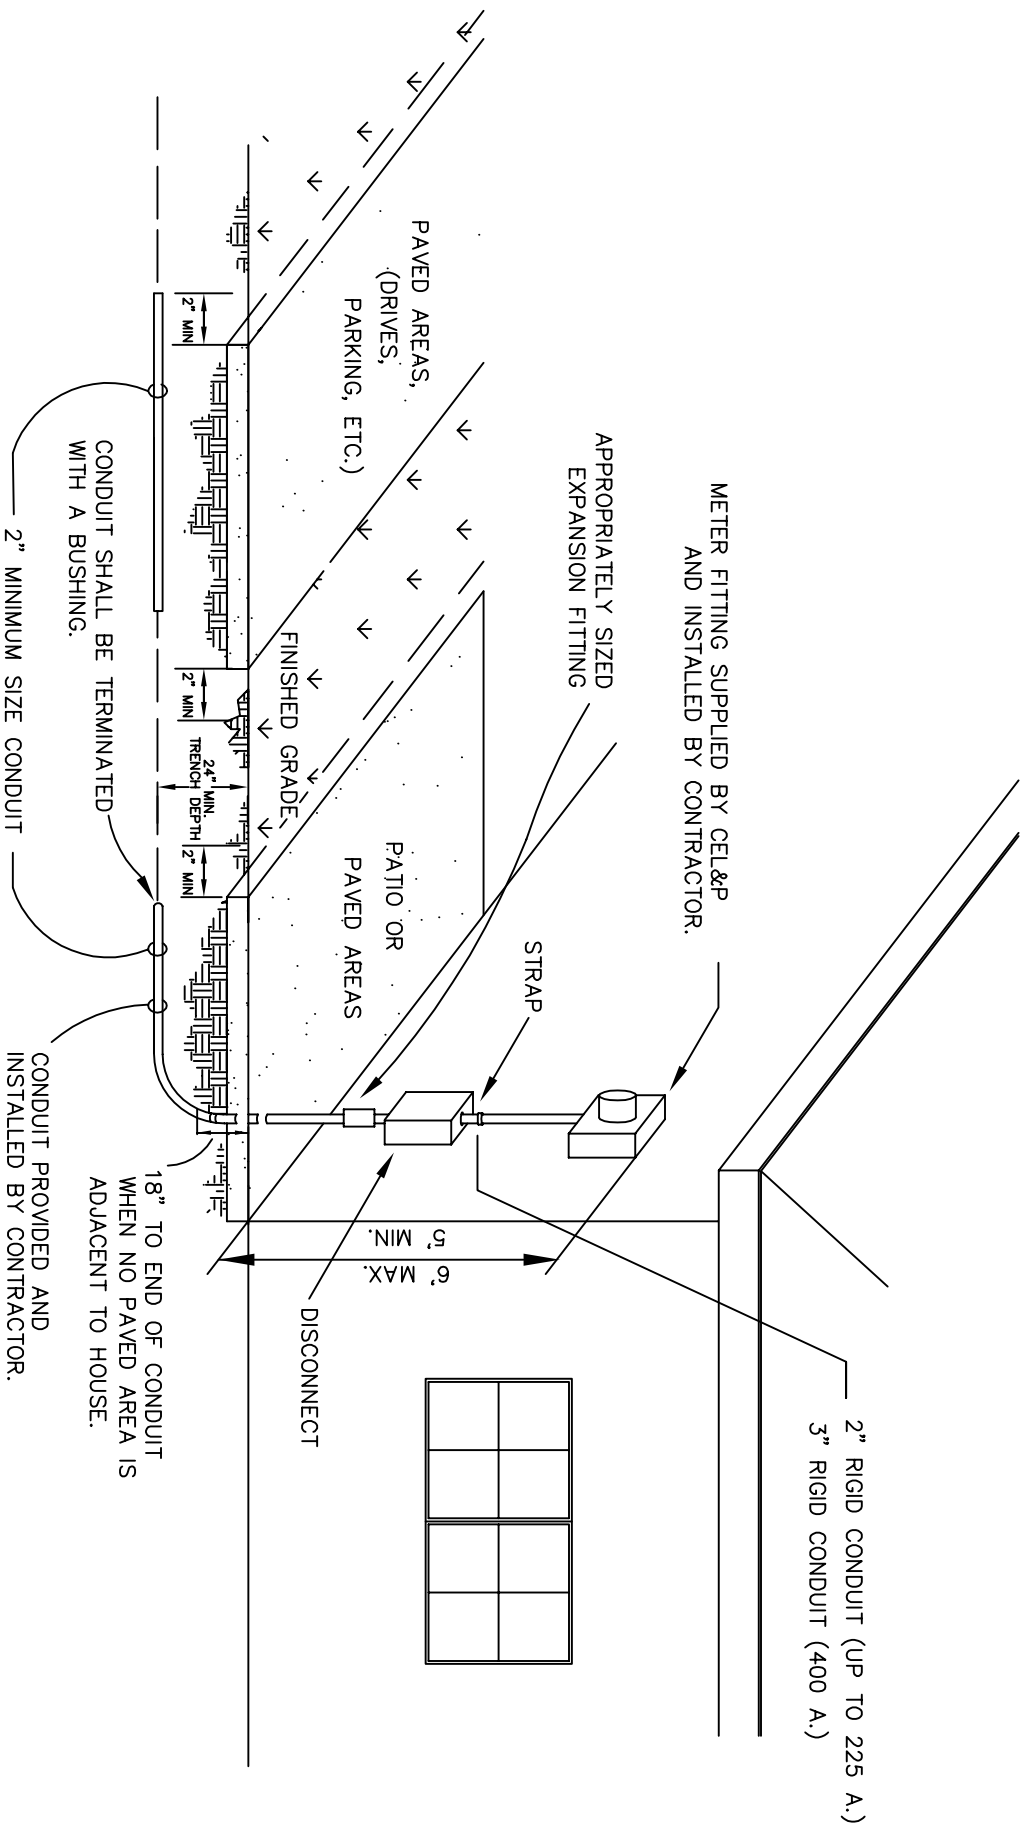 2" RIGID CONDUIT (UP TO 225 A.)
3" RIGID CONDUIT (400 A.)
METER FITTING SUPPLIED BY CEL&P
AND INSTALLED BY CONTRACTOR.
APPROPRIATELY SIZED
EXPANSION FITTING
STRAP
PAVED AREAS,
(DRIVES,
PARKING, ETC.)
PATIO OR
PAVED AREAS
5' MIN.
6' MAX.
DISCONNECT
FINISHED GRADE
2" MIN
2" MIN
24" MIN.
TRENCH DEPTH
2" MIN
18" TO END OF CONDUIT
WHEN NO PAVED AREA IS
ADJACENT TO HOUSE.
CONDUIT SHALL BE TERMINATED
WITH A BUSHING.
CONDUIT PROVIDED AND
INSTALLED BY CONTRACTOR.
2" MINIMUM SIZE CONDUIT